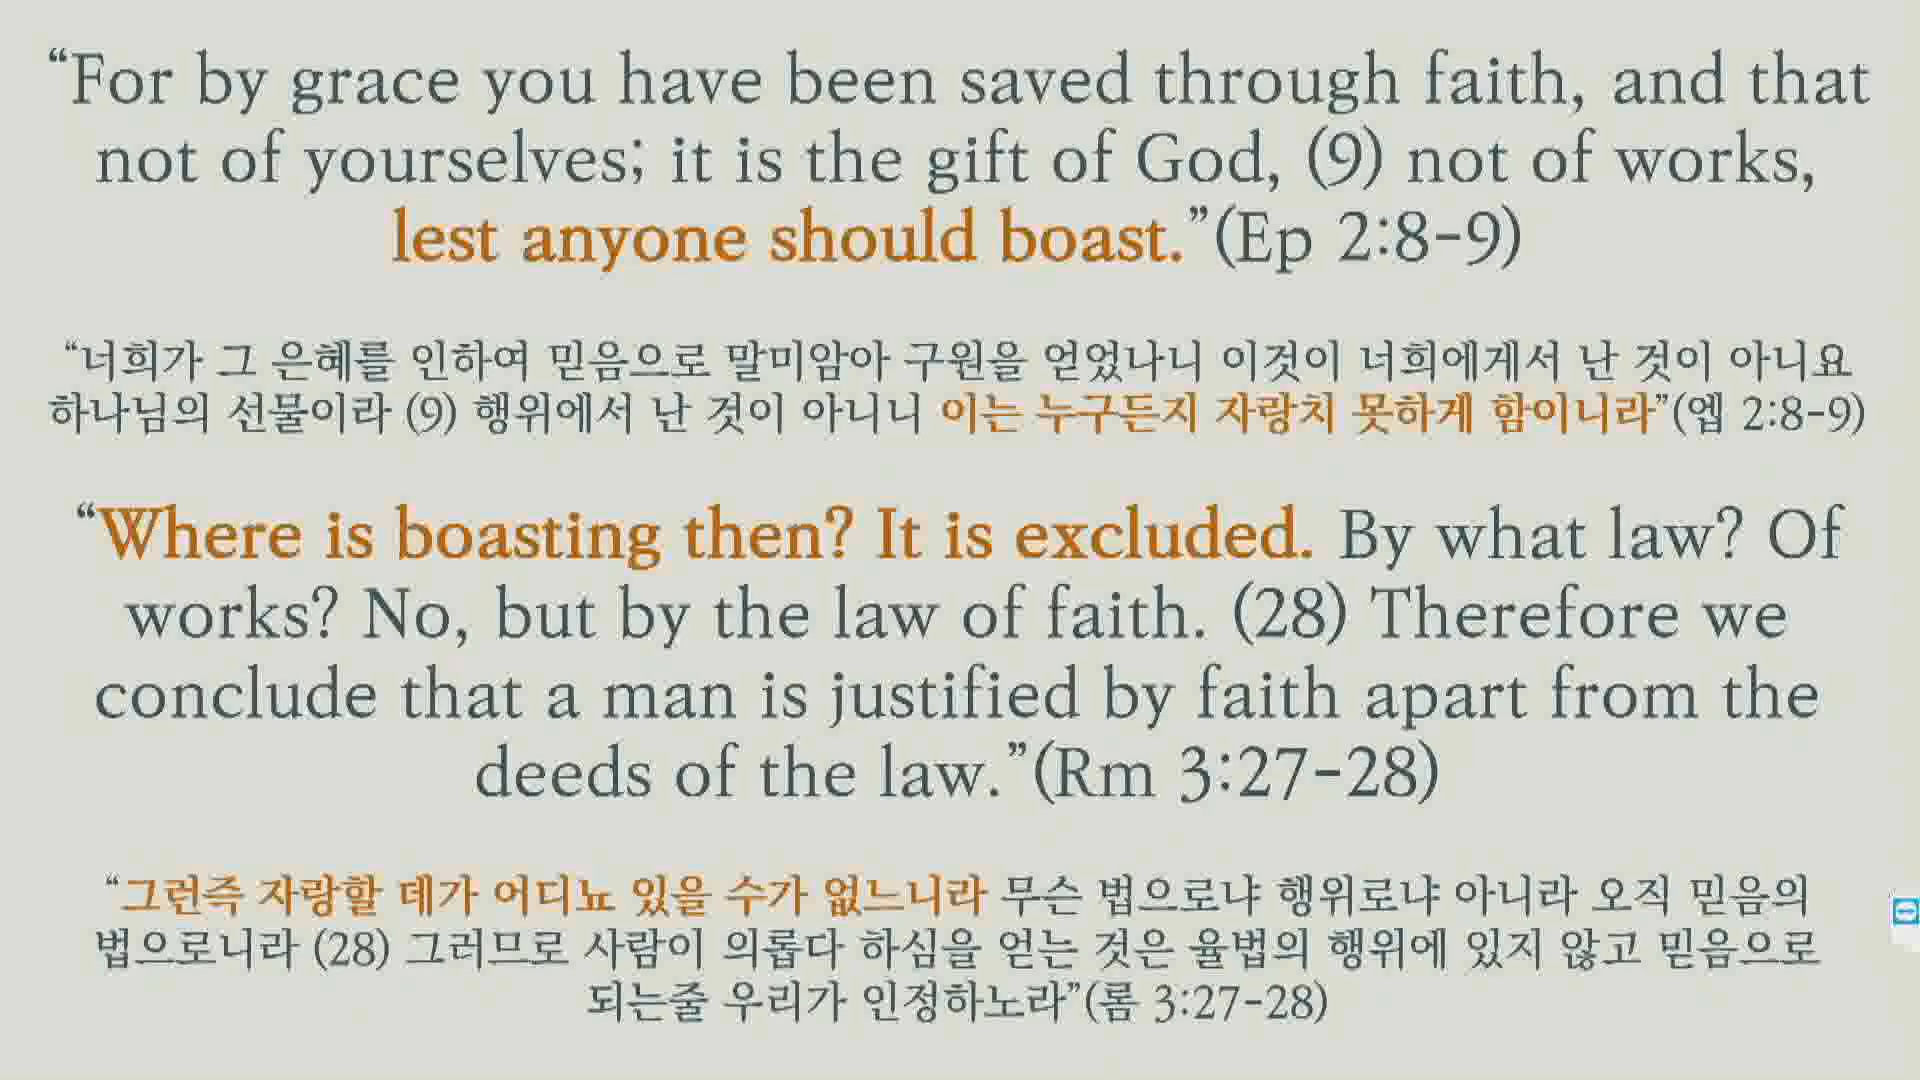 “For by grace you have been saved through faith, and that
not of yourselves; it is the gift of God, (9) not of works,
lest anyone should boast.”(Ep 2:8-9)
“너희가 그 은혜를 인하여 믿음으로 말미암아 구원을 얻었나니 이것이 너희에게서 난 것이 아니요
하나님의 선물이라 (9) 행위에서 난 것이 아니니 이는 누구든지 자랑치 못하게 함이니라”(엡 2:8-9)
“Where is boasting then? It is excluded. By what law? Of
works? No, but by the law of faith. (28) Therefore we
conclude that a man is justified by faith apart from the
deeds of the law.”(Rm 3:27-28)
“그런즉 자랑할 데가 어디뇨 있을 수가 없느니라 무슨 법으로냐 행위로냐 아니라 오직 믿음의
법으로니라 (28) 그러므로 사람이 의롭다 하심을 얻는 것은 율법의 행위에 있지 않고 믿음으로
되는줄 우리가 인정하노라”(롬 3:27-28)